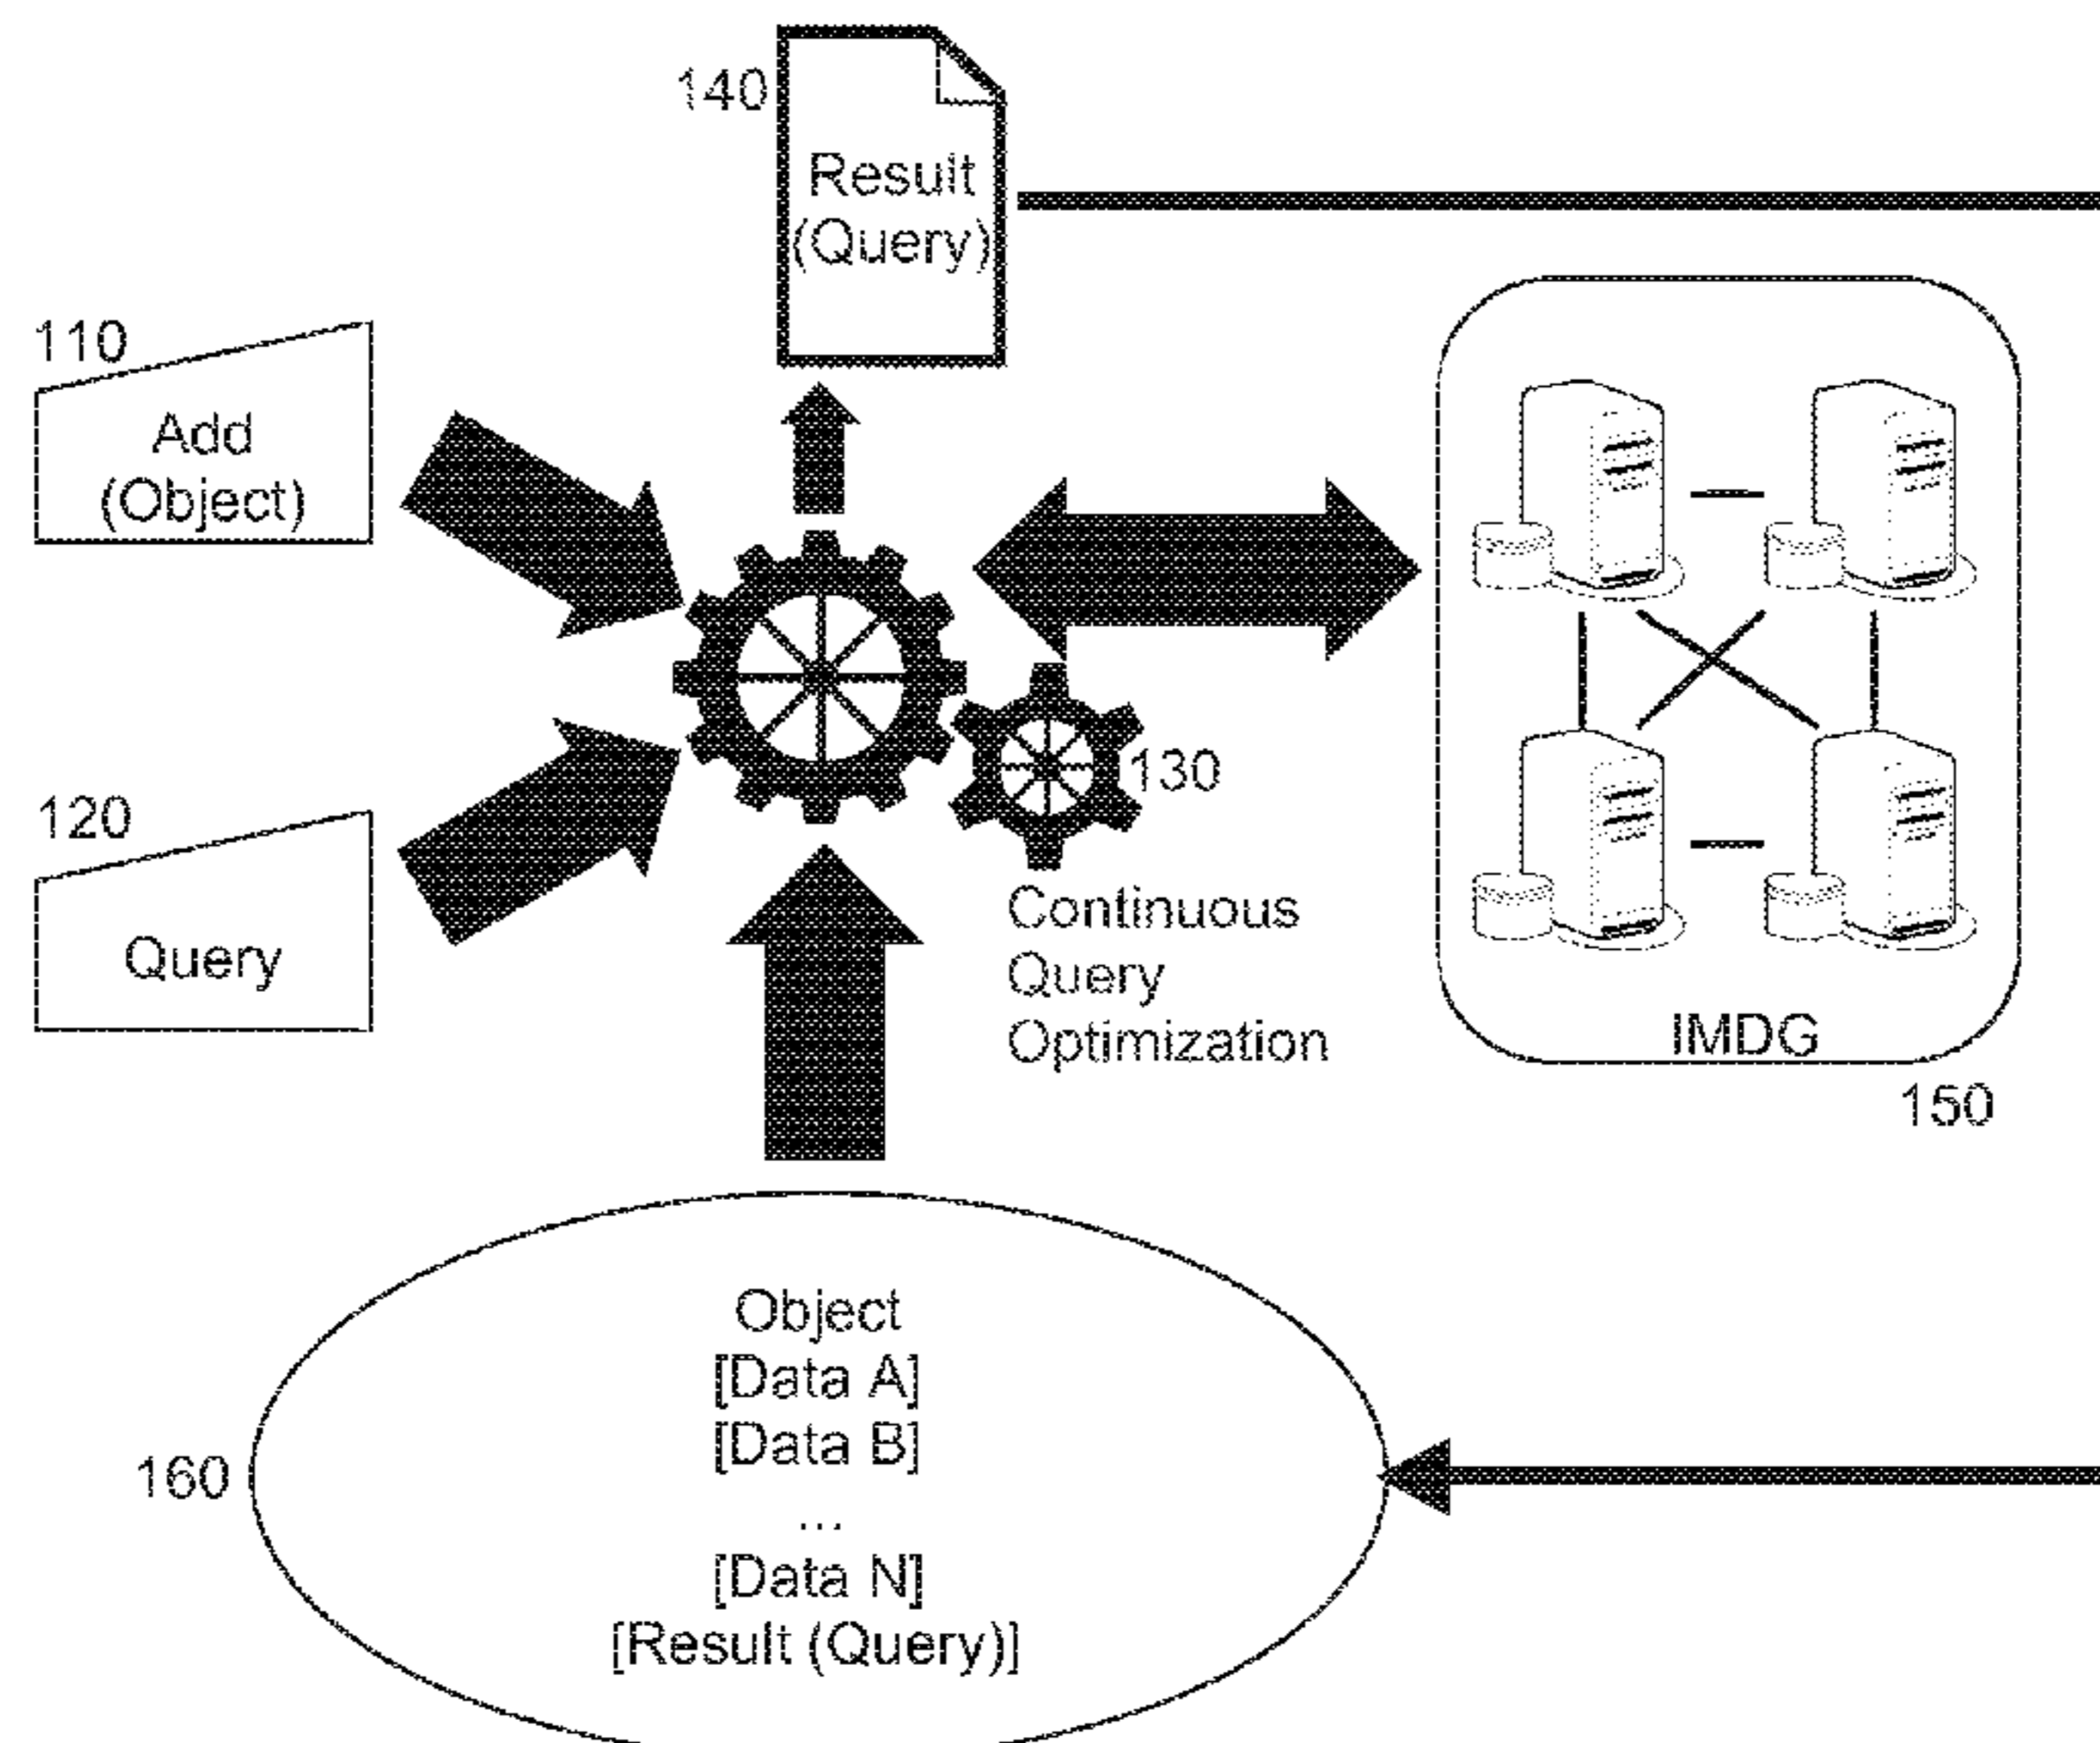 140
Result
(Query)
110
Add
(Object)
120
Query
130
Continuous
Query
Optimization
IMDG
150
160
Object
[Data A]
[Data B]
...
[Data N]
[Result (Query)]